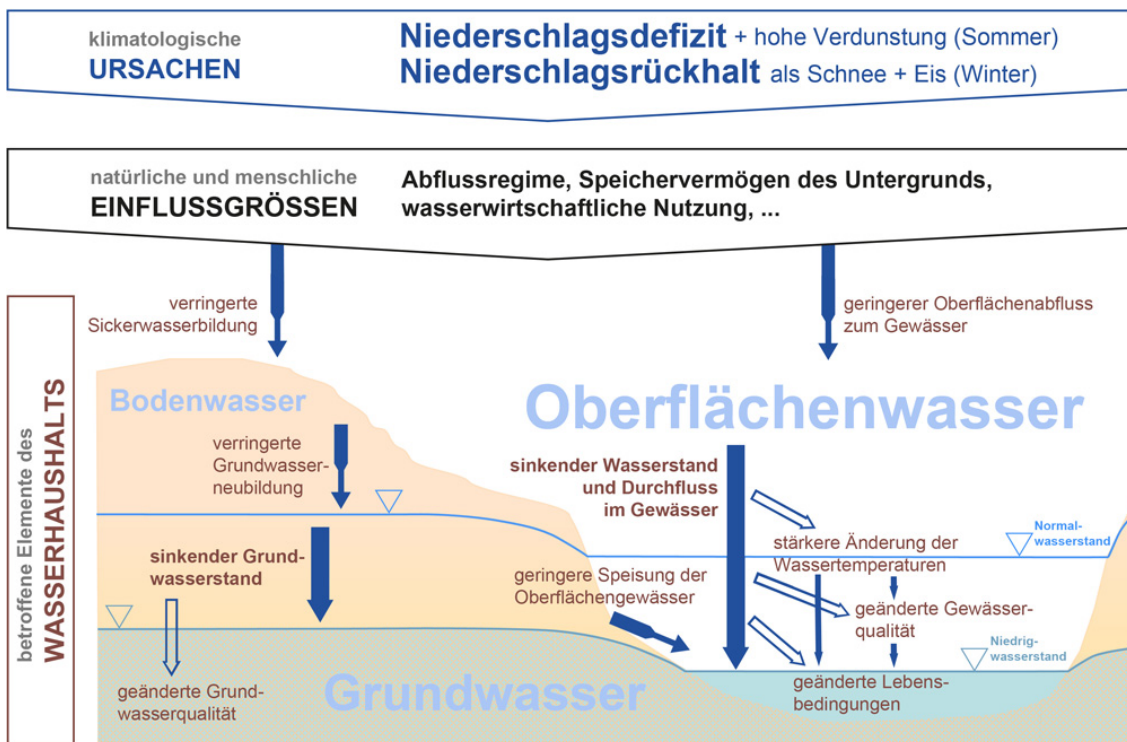 klimatologische
URSACHEN
Niederschlagsdefizit + hohe Verdunstung (Sommer)
Niederschlagsrückhalt als Schnee + Eis (Winter)
natürliche und menschliche
EINFLUSSGRÖSSEN
Abflussregime, Speichervermögen des Untergrunds,
wasserwirtschaftliche Nutzung, ...
betroffene Elemente des
WASSERHAUSHALTS
verringerte
Sickerwasserbildung
geringerer Oberflächenabfluss
zum Gewässer
Bodenwasser
Oberflächenwasser
verringerte
Grundwasser-
neubildung
sinkender Wasserstand
und Durchfluss
im Gewässer
Normal-
wasserstand
sinkender Grund-
wasserstand
stärkere Änderung der
Wassertemperaturen
geringere Speisung der
Oberflächengewässer
geänderte Gewässer-
qualität
Niedrig-
wasserstand
geänderte Grund-
wasserqualität
Grundwasser
geänderte Lebens-
bedingungen